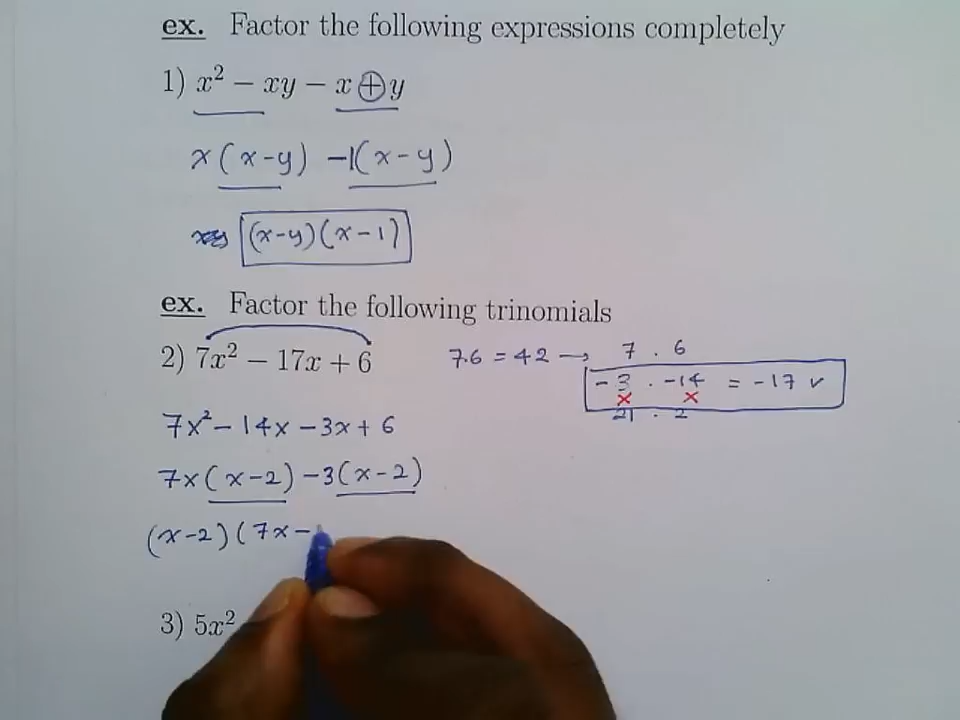 ex. Factor the following expressions completely
1) x² − xy − x ⊕ y
x(x−y) −1(x−y)
(x−y)(x−1)
ex. Factor the following trinomials
2) 7x² − 17x + 6
7.6 = 42 → 7 . 6
−3 . −14 = −17 ✓
× ×
21 . 2
7x² − 14x − 3x + 6
7x(x−2) −3(x−2)
(x−2)(7x−
3) 5x²